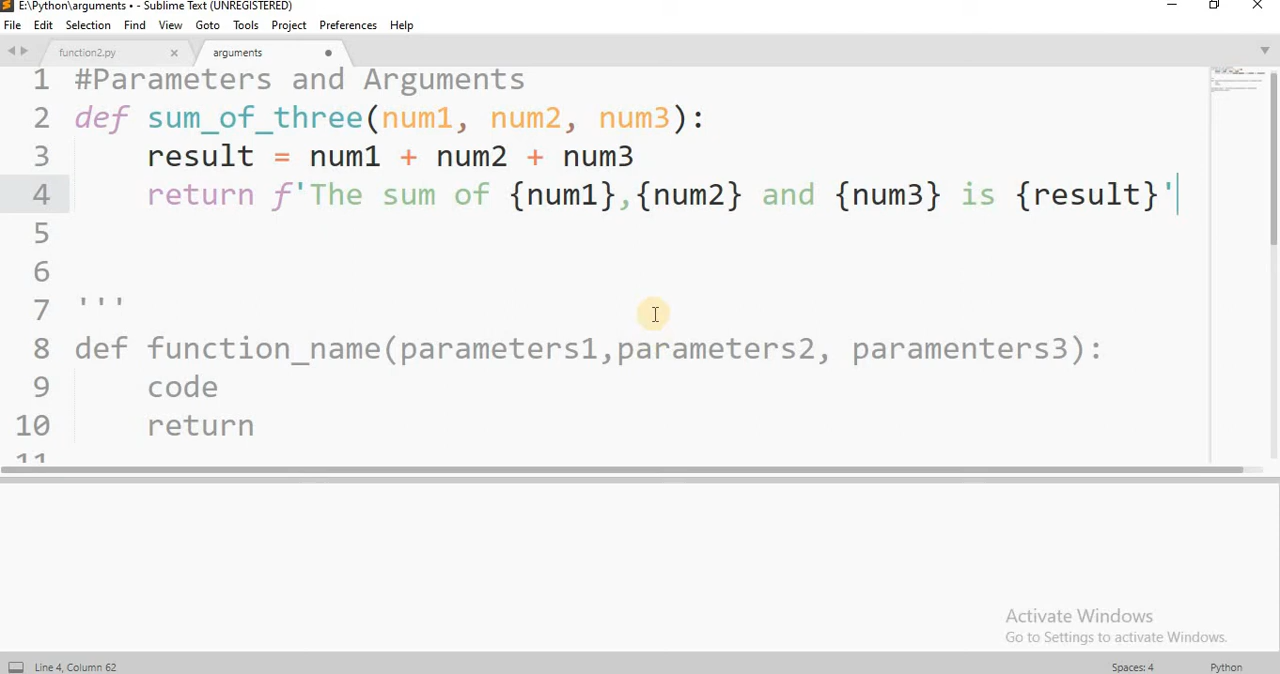 E:\Python\arguments • - Sublime Text (UNREGISTERED)
File Edit Selection Find View Goto Tools Project Preferences Help
function2.py × arguments
1 #Parameters and Arguments
2 def sum_of_three(num1, num2, num3):
3 result = num1 + num2 + num3
4 return f'The sum of {num1},{num2} and {num3} is {result}'
5
6
7 '''
8 def function_name(parameters1,parameters2, paramenters3):
9 code
10 return
11
Activate Windows
Go to Settings to activate Windows.
Line 4, Column 62 Spaces: 4 Python